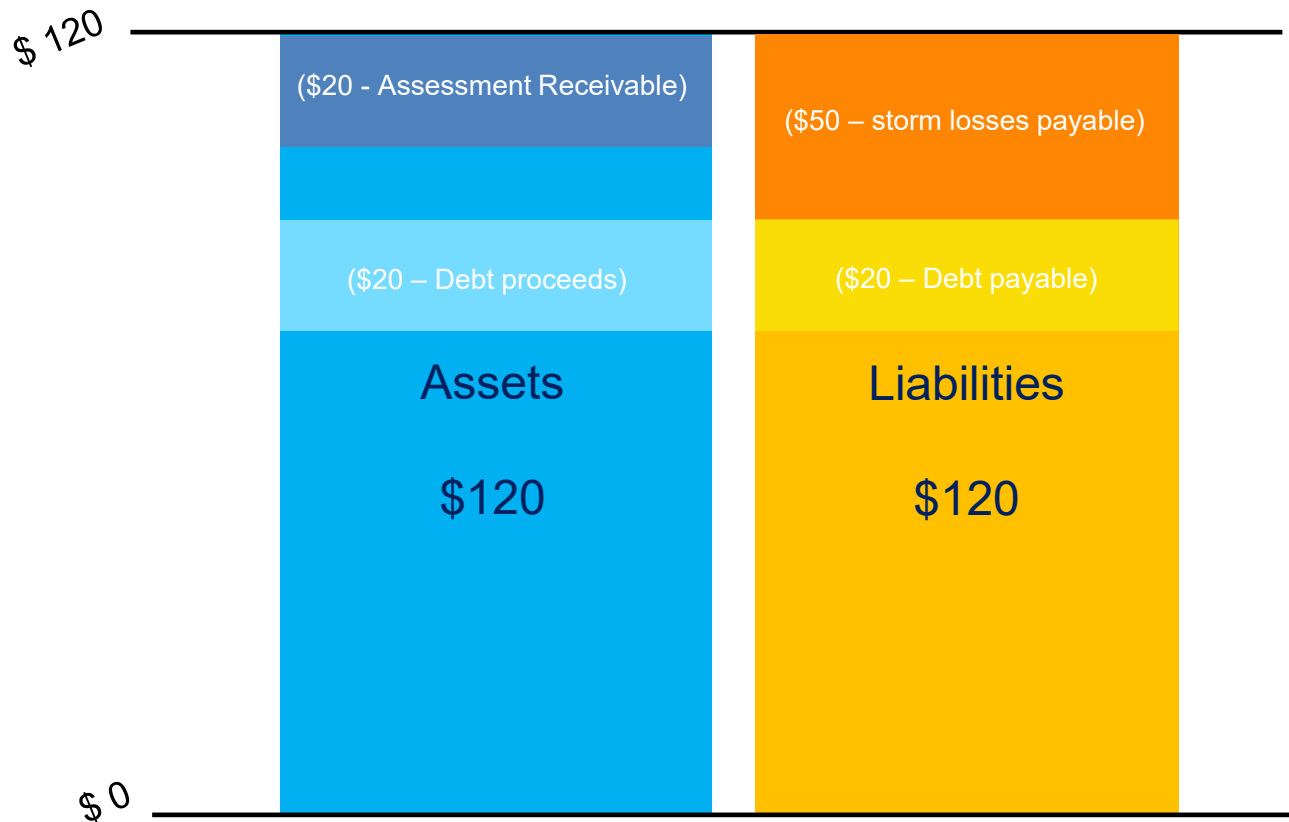 $ 120
($20 - Assessment Receivable)
($50 – storm losses payable)
($20 – Debt proceeds)
($20 – Debt payable)
Assets
Liabilities
$120
$120
$ 0